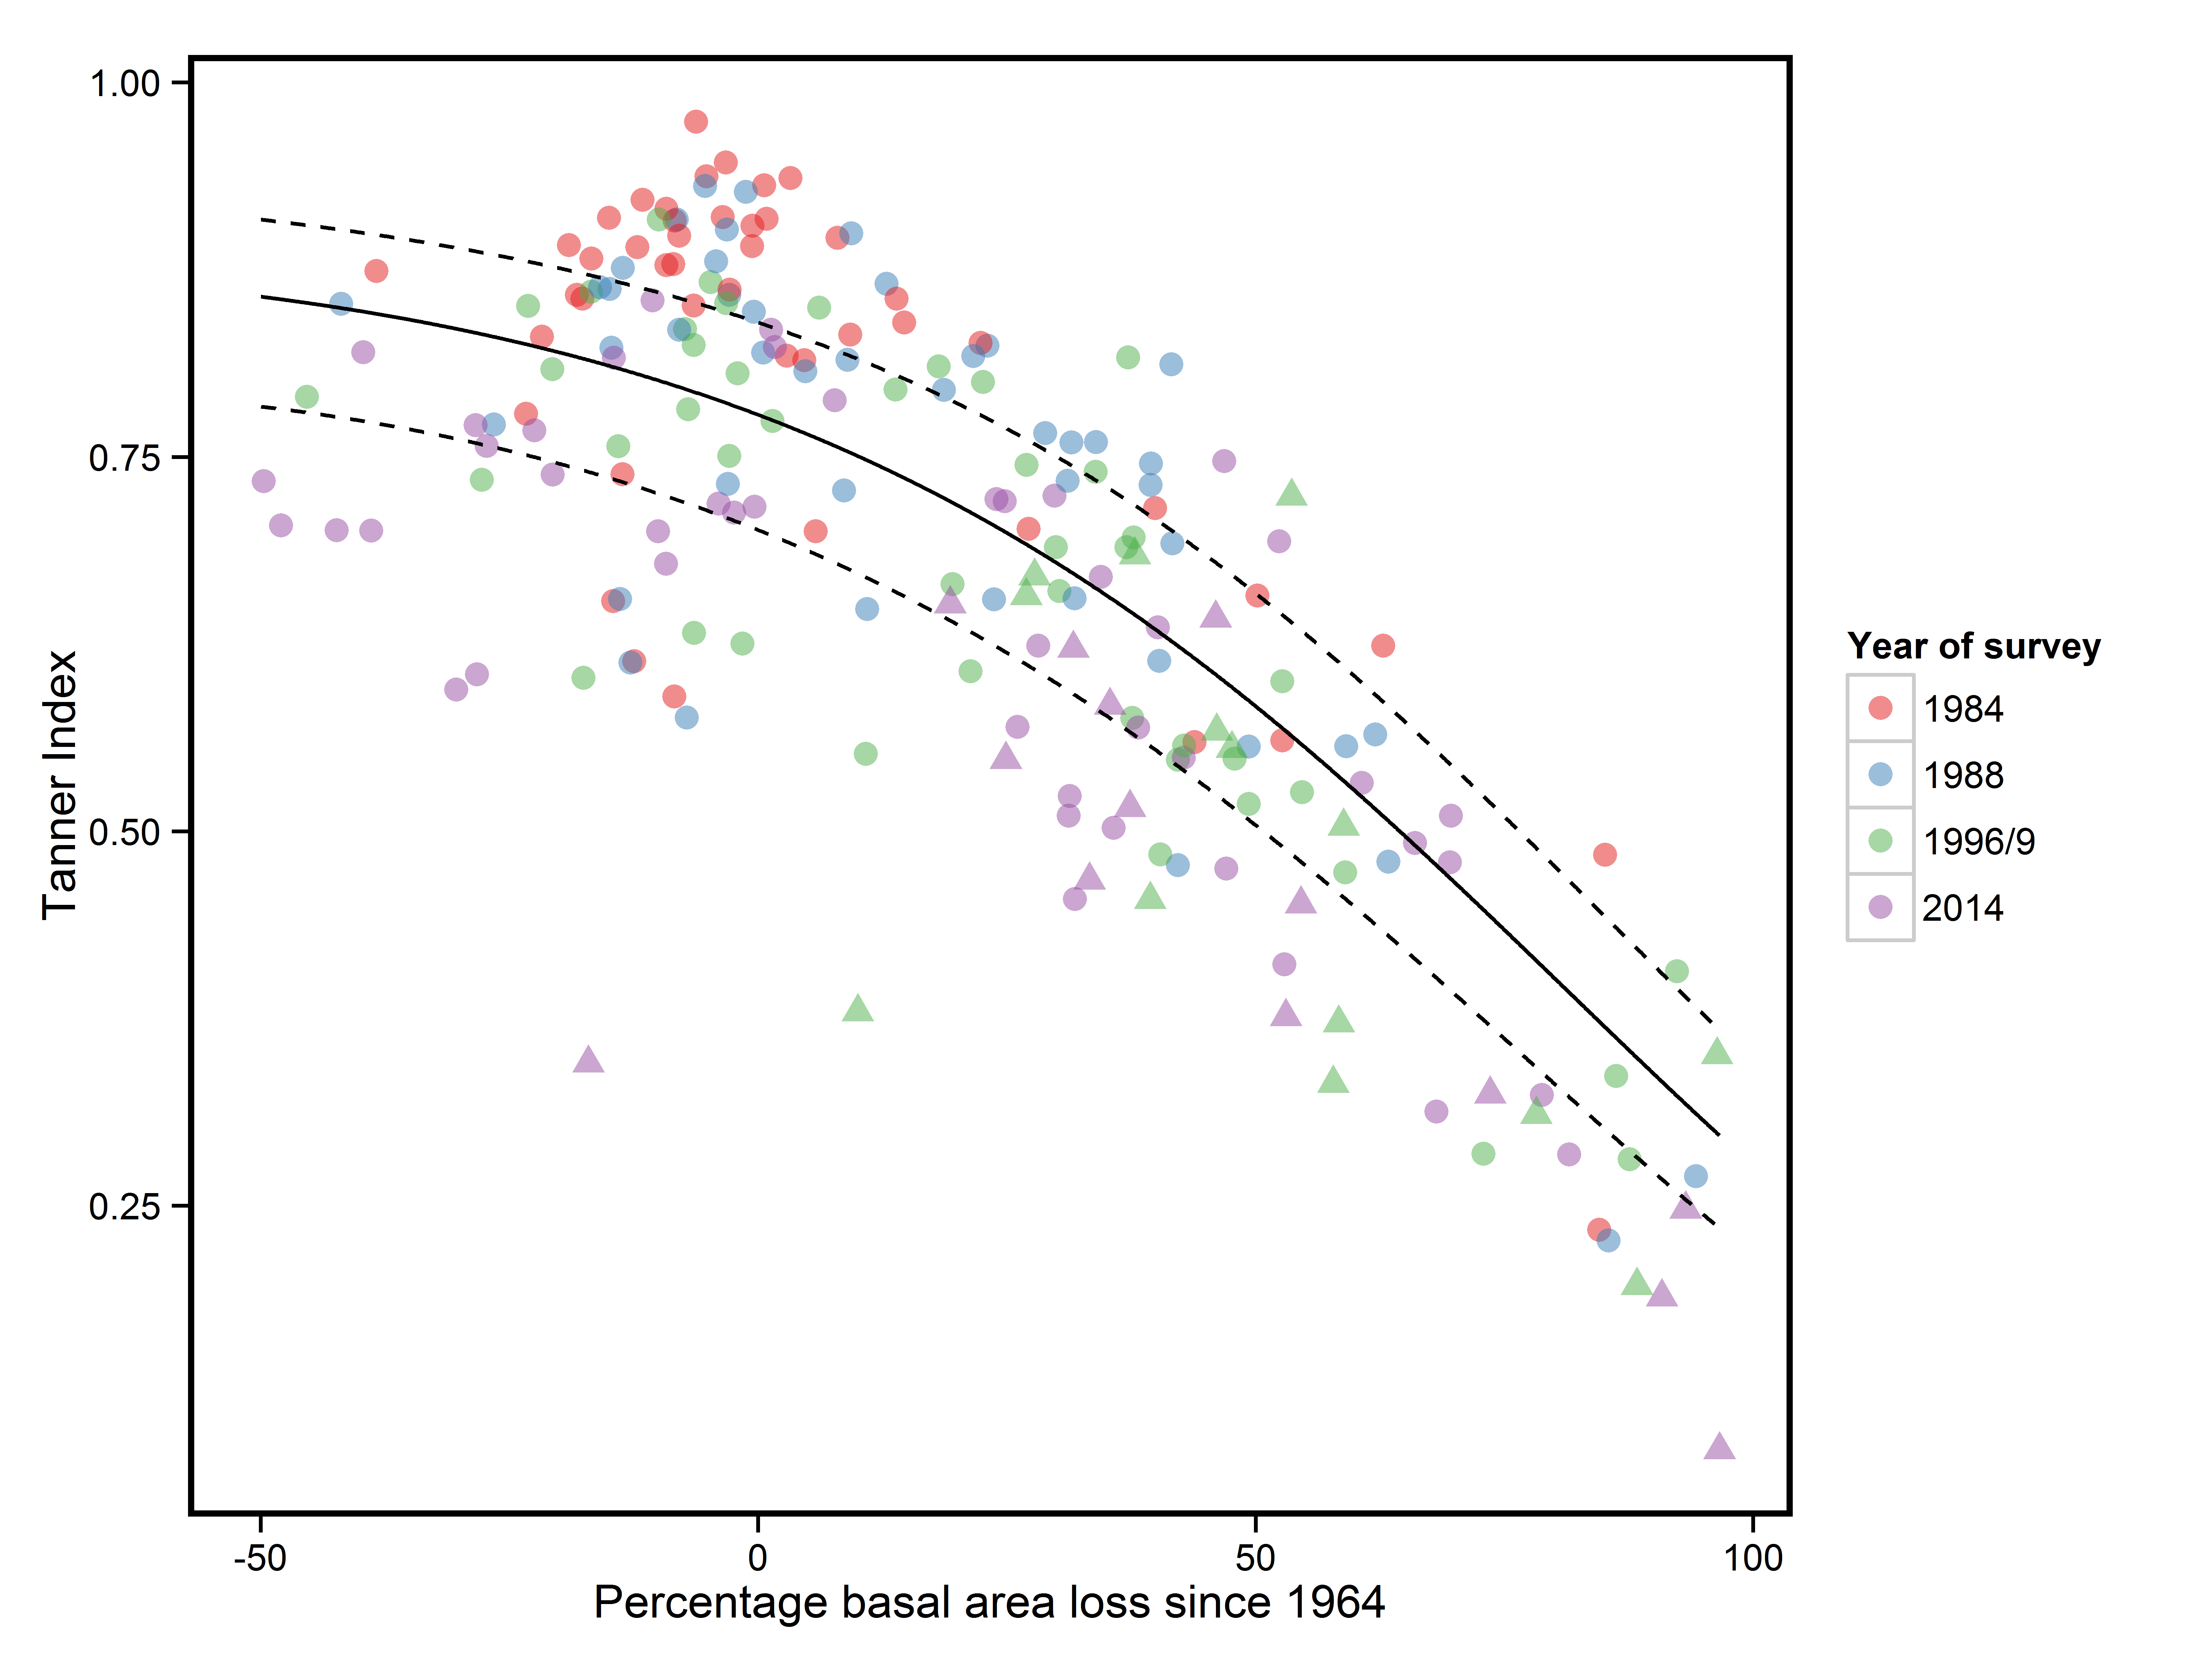 1.00
0.75
0.50
0.25
Tanner Index
-50 0 50 100
Percentage basal area loss since 1964
Year of survey
1984
1988
1996/9
2014